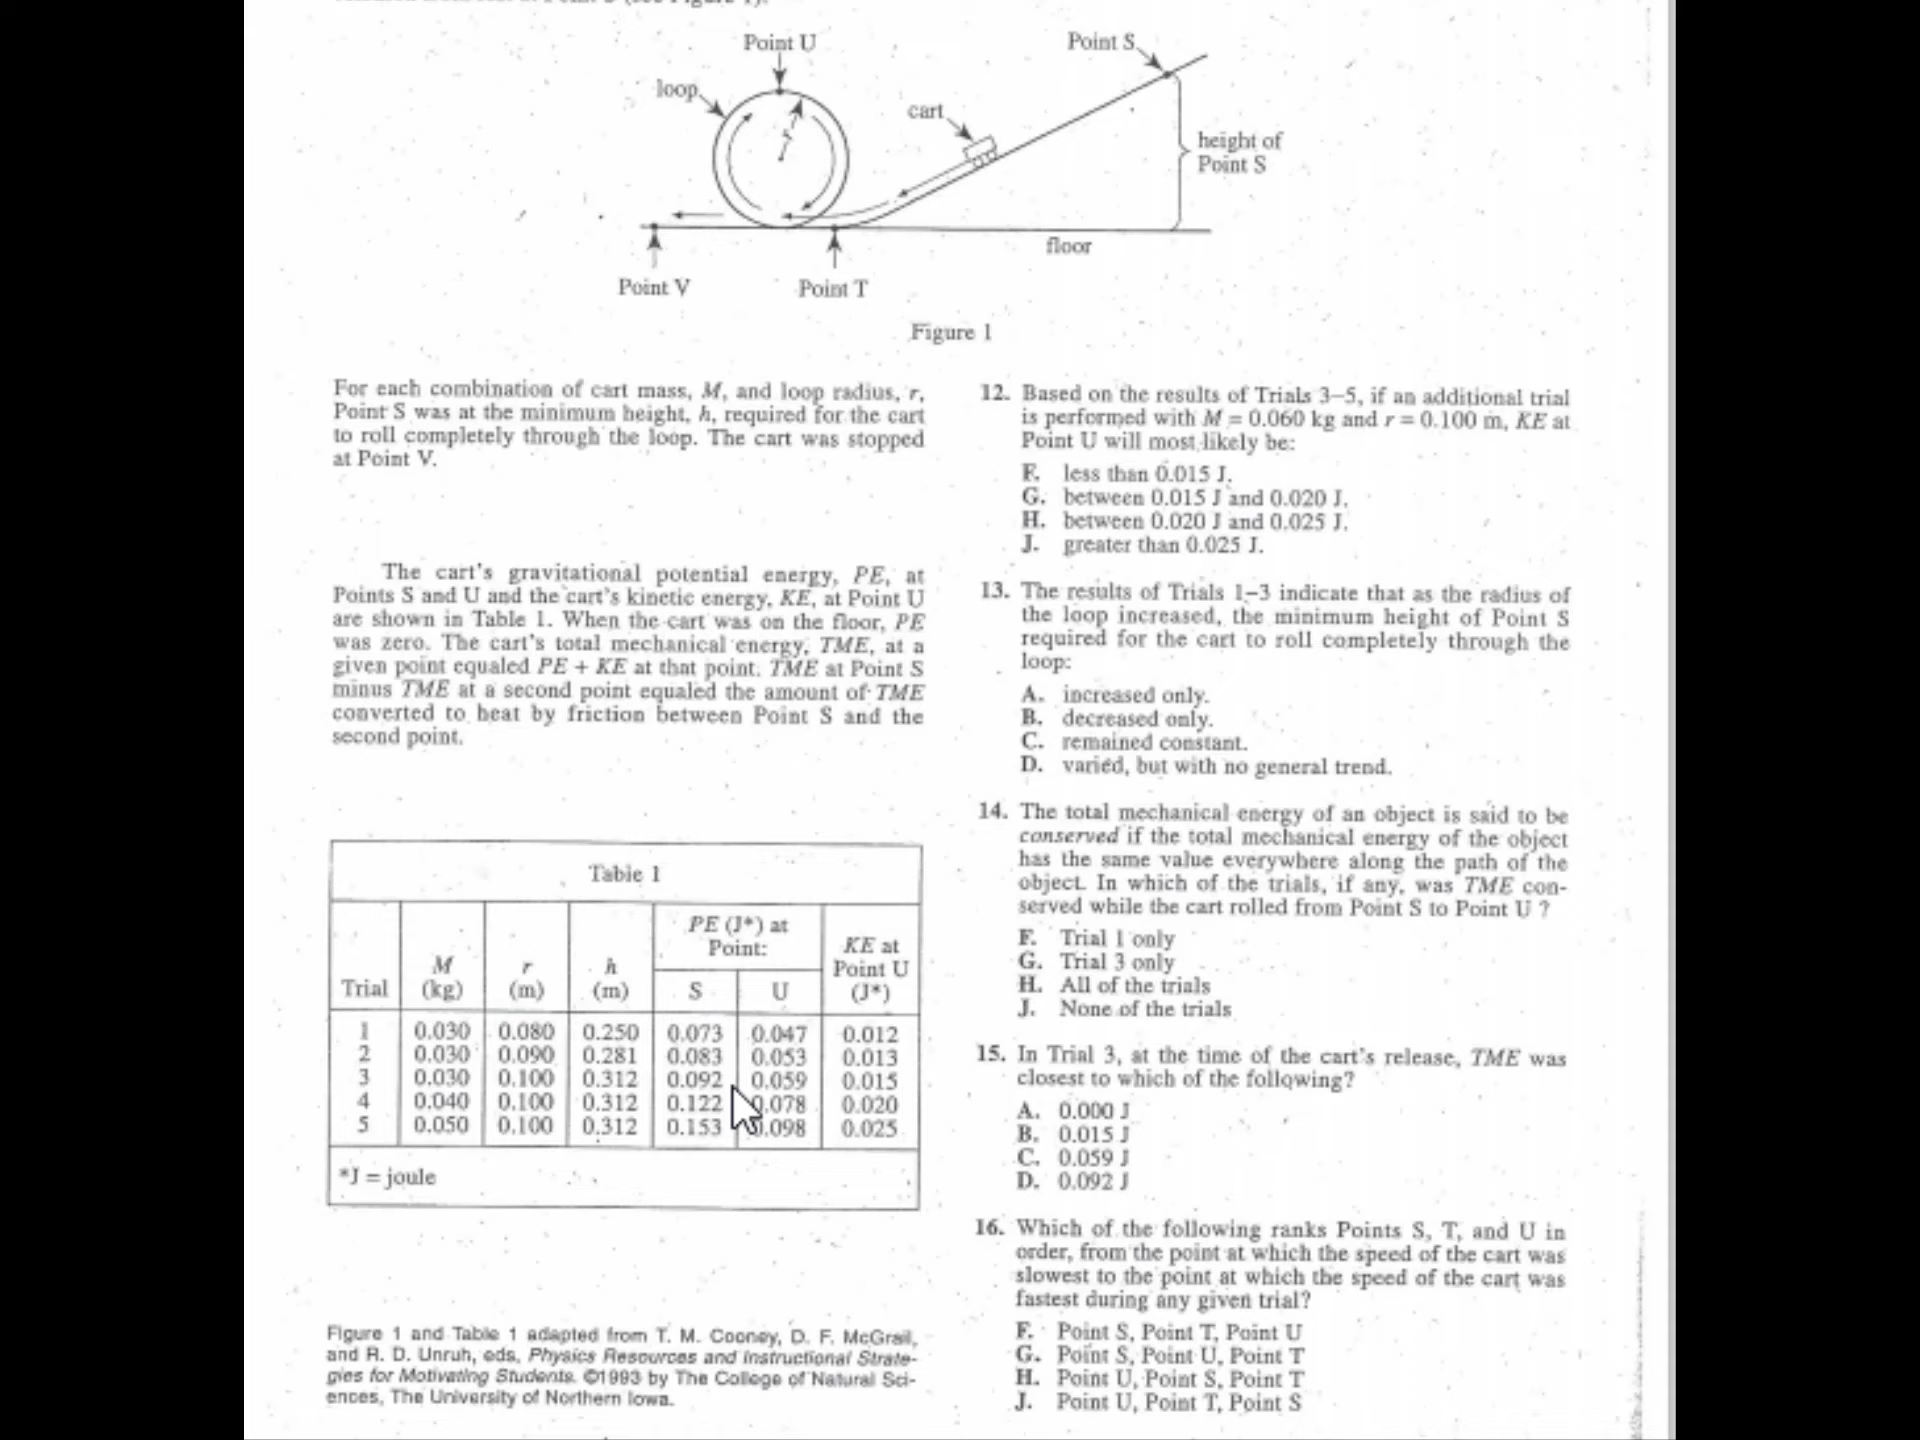 Point U
Point S
loop
r
cart
height of
Point S
floor
Point V
Point T
Figure 1
For each combination of cart mass, M, and loop radius, r,
Point S was at the minimum height, h, required for the cart
to roll completely through the loop. The cart was stopped
at Point V.
The cart's gravitational potential energy, PE, at
Points S and U and the cart's kinetic energy, KE, at Point U
are shown in Table 1. When the cart was on the floor, PE
was zero. The cart's total mechanical energy, TME, at a
given point equaled PE + KE at that point. TME at Point S
minus TME at a second point equaled the amount of TME
converted to heat by friction between Point S and the
second point.
Table 1
Trial M (kg) r (m) h (m) PE (J*) at Point: S U KE at Point U (J*)
1 0.030 0.080 0.250 0.073 0.047 0.012
2 0.030 0.090 0.281 0.083 0.053 0.013
3 0.030 0.100 0.312 0.092 0.059 0.015
4 0.040 0.100 0.312 0.122 0.078 0.020
5 0.050 0.100 0.312 0.153 0.098 0.025
*J = joule
Figure 1 and Table 1 adapted from T. M. Cooney, D. F. McGrail,
and R. D. Unruh, eds, Physics Resources and Instructional Strate-
gies for Motivating Students. ©1993 by The College of Natural Sci-
ences, The University of Northern Iowa.
12. Based on the results of Trials 3–5, if an additional trial
is performed with M = 0.060 kg and r = 0.100 m, KE at
Point U will most likely be:
F. less than 0.015 J.
G. between 0.015 J and 0.020 J.
H. between 0.020 J and 0.025 J.
J. greater than 0.025 J.
13. The results of Trials 1–3 indicate that as the radius of
the loop increased, the minimum height of Point S
required for the cart to roll completely through the
loop:
A. increased only.
B. decreased only.
C. remained constant.
D. varied, but with no general trend.
14. The total mechanical energy of an object is said to be
conserved if the total mechanical energy of the object
has the same value everywhere along the path of the
object. In which of the trials, if any, was TME con-
served while the cart rolled from Point S to Point U ?
F. Trial 1 only
G. Trial 3 only
H. All of the trials
J. None of the trials
15. In Trial 3, at the time of the cart's release, TME was
closest to which of the following?
A. 0.000 J
B. 0.015 J
C. 0.059 J
D. 0.092 J
16. Which of the following ranks Points S, T, and U in
order, from the point at which the speed of the cart was
slowest to the point at which the speed of the cart was
fastest during any given trial?
F. Point S, Point T, Point U
G. Point S, Point U, Point T
H. Point U, Point S, Point T
J. Point U, Point T, Point S